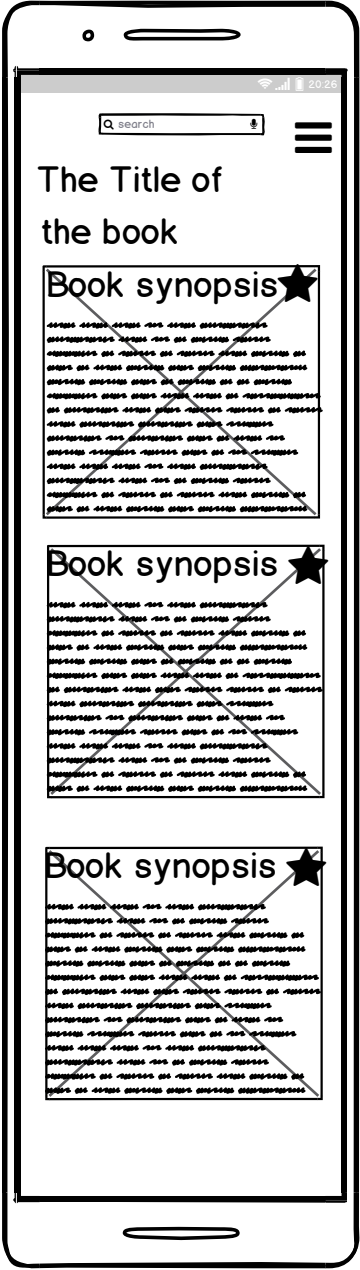 20:26
search
The Title of
the book
Book synopsis
Book synopsis
Book synopsis